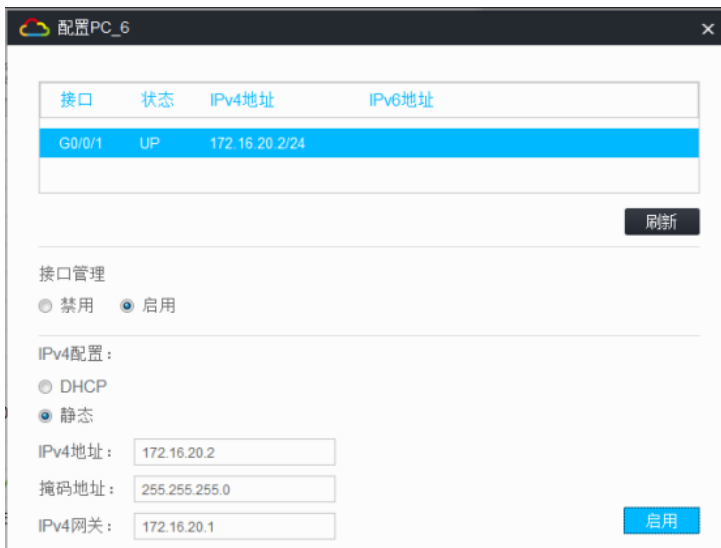 配置PC_6
接口 状态 IPv4地址 IPv6地址
G0/0/1 UP 172.16.20.2/24
刷新
接口管理
禁用 启用
IPv4配置：
DHCP
静态
IPv4地址： 172.16.20.2
掩码地址： 255.255.255.0
IPv4网关： 172.16.20.1
启用